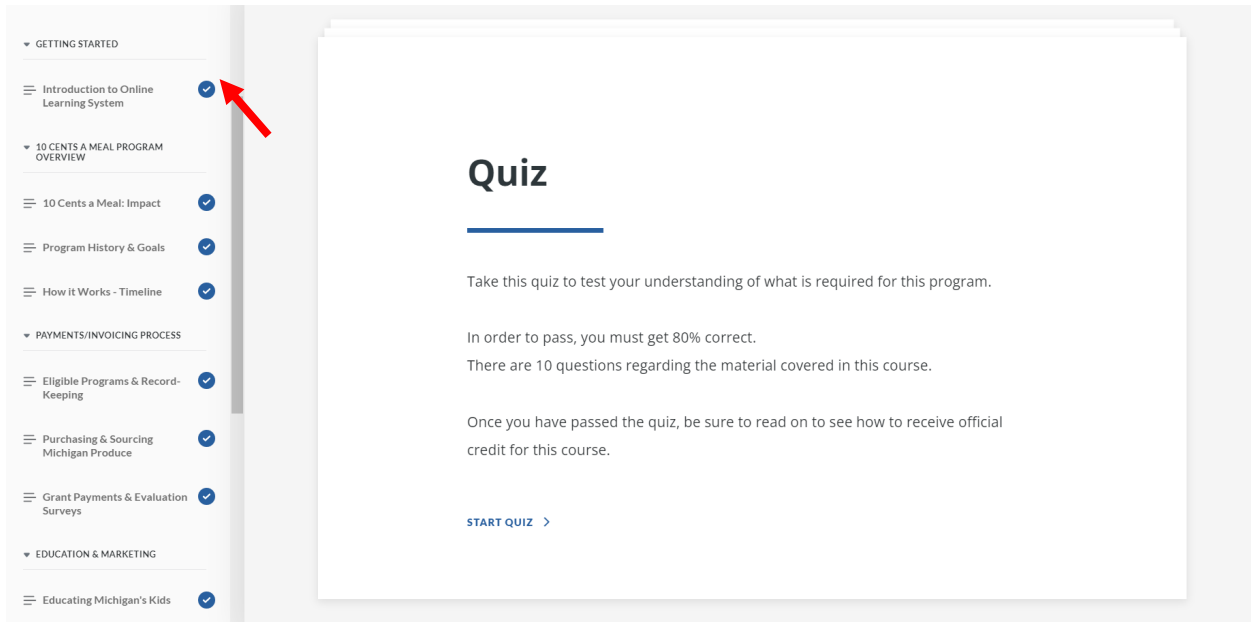 GETTING STARTED
Introduction to Online
Learning System
10 CENTS A MEAL PROGRAM
OVERVIEW
10 Cents a Meal: Impact
Program History & Goals
How it Works - Timeline
PAYMENTS/INVOICING PROCESS
Eligible Programs & Record-
Keeping
Purchasing & Sourcing
Michigan Produce
Grant Payments & Evaluation
Surveys
EDUCATION & MARKETING
Educating Michigan's Kids
Quiz
Take this quiz to test your understanding of what is required for this program.
In order to pass, you must get 80% correct.
There are 10 questions regarding the material covered in this course.
Once you have passed the quiz, be sure to read on to see how to receive official
credit for this course.
START QUIZ